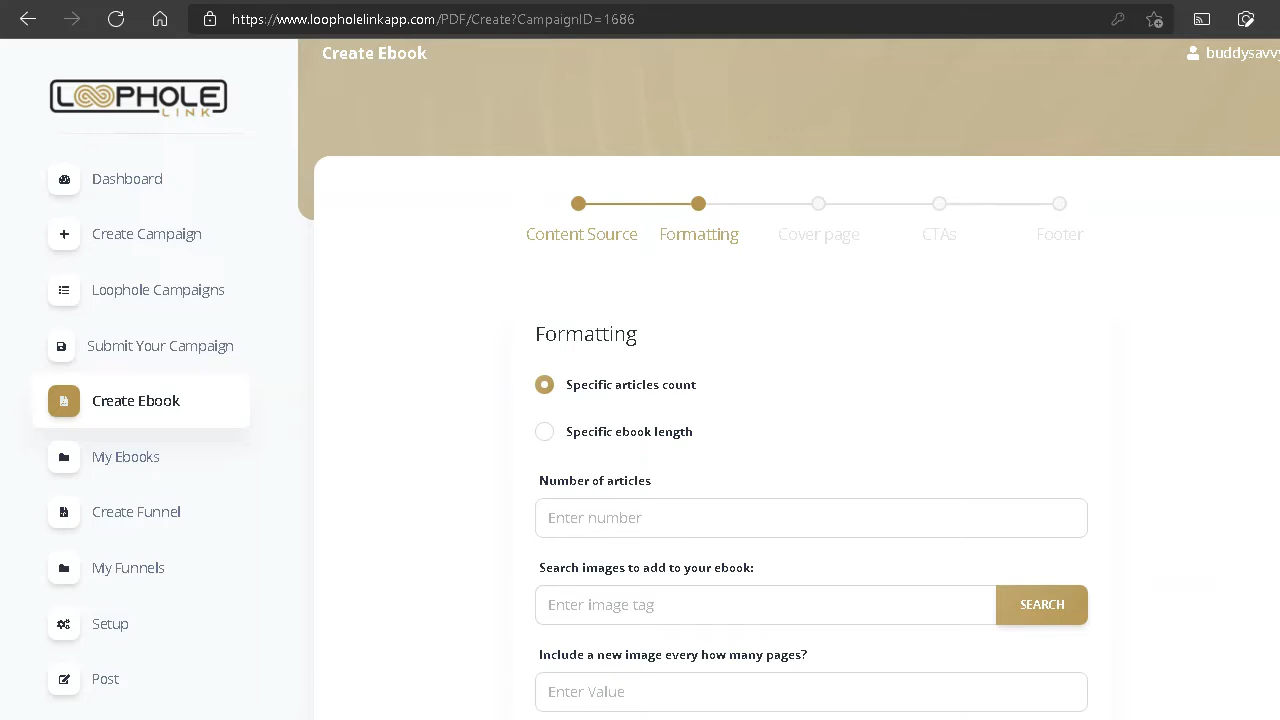 https://www.loopholelinkapp.com/PDF/Create?CampaignID=1686
Create Ebook
buddysavvy
LOOPHOLE
LINK
Dashboard
Create Campaign
Loophole Campaigns
Submit Your Campaign
Create Ebook
My Ebooks
Create Funnel
My Funnels
Setup
Post
Content Source
Formatting
Cover page
CTAs
Footer
Formatting
Specific articles count
Specific ebook length
Number of articles
Enter number
Search images to add to your ebook:
Enter image tag
SEARCH
Include a new image every how many pages?
Enter Value